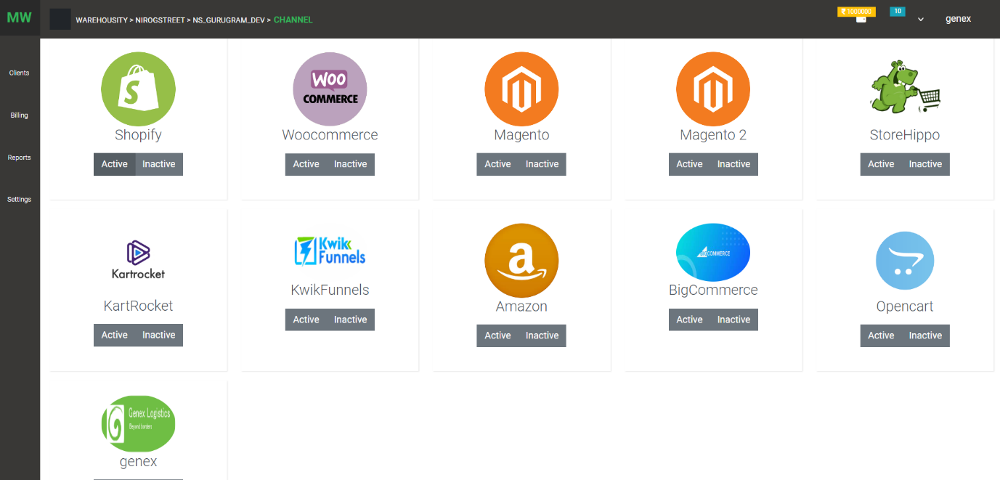 MW
WAREHOUSITY > NIROGSTREET > NS_GURUGRAM_DEV > CHANNEL
₹ 1000000
10
genex
Clients
Billing
Reports
Settings
S
WOO
COMMERCE
Shopify
Woocommerce
Magento
Magento 2
StoreHippo
Active Inactive
Active Inactive
Active Inactive
Active Inactive
Active Inactive
Kartrocket
Kwik
Funnels
a
BIGCOMMERCE
KartRocket
KwikFunnels
Amazon
BigCommerce
Opencart
Active Inactive
Active Inactive
Active Inactive
Active Inactive
Active Inactive
G
Genex Logistics
Beyond borders
genex